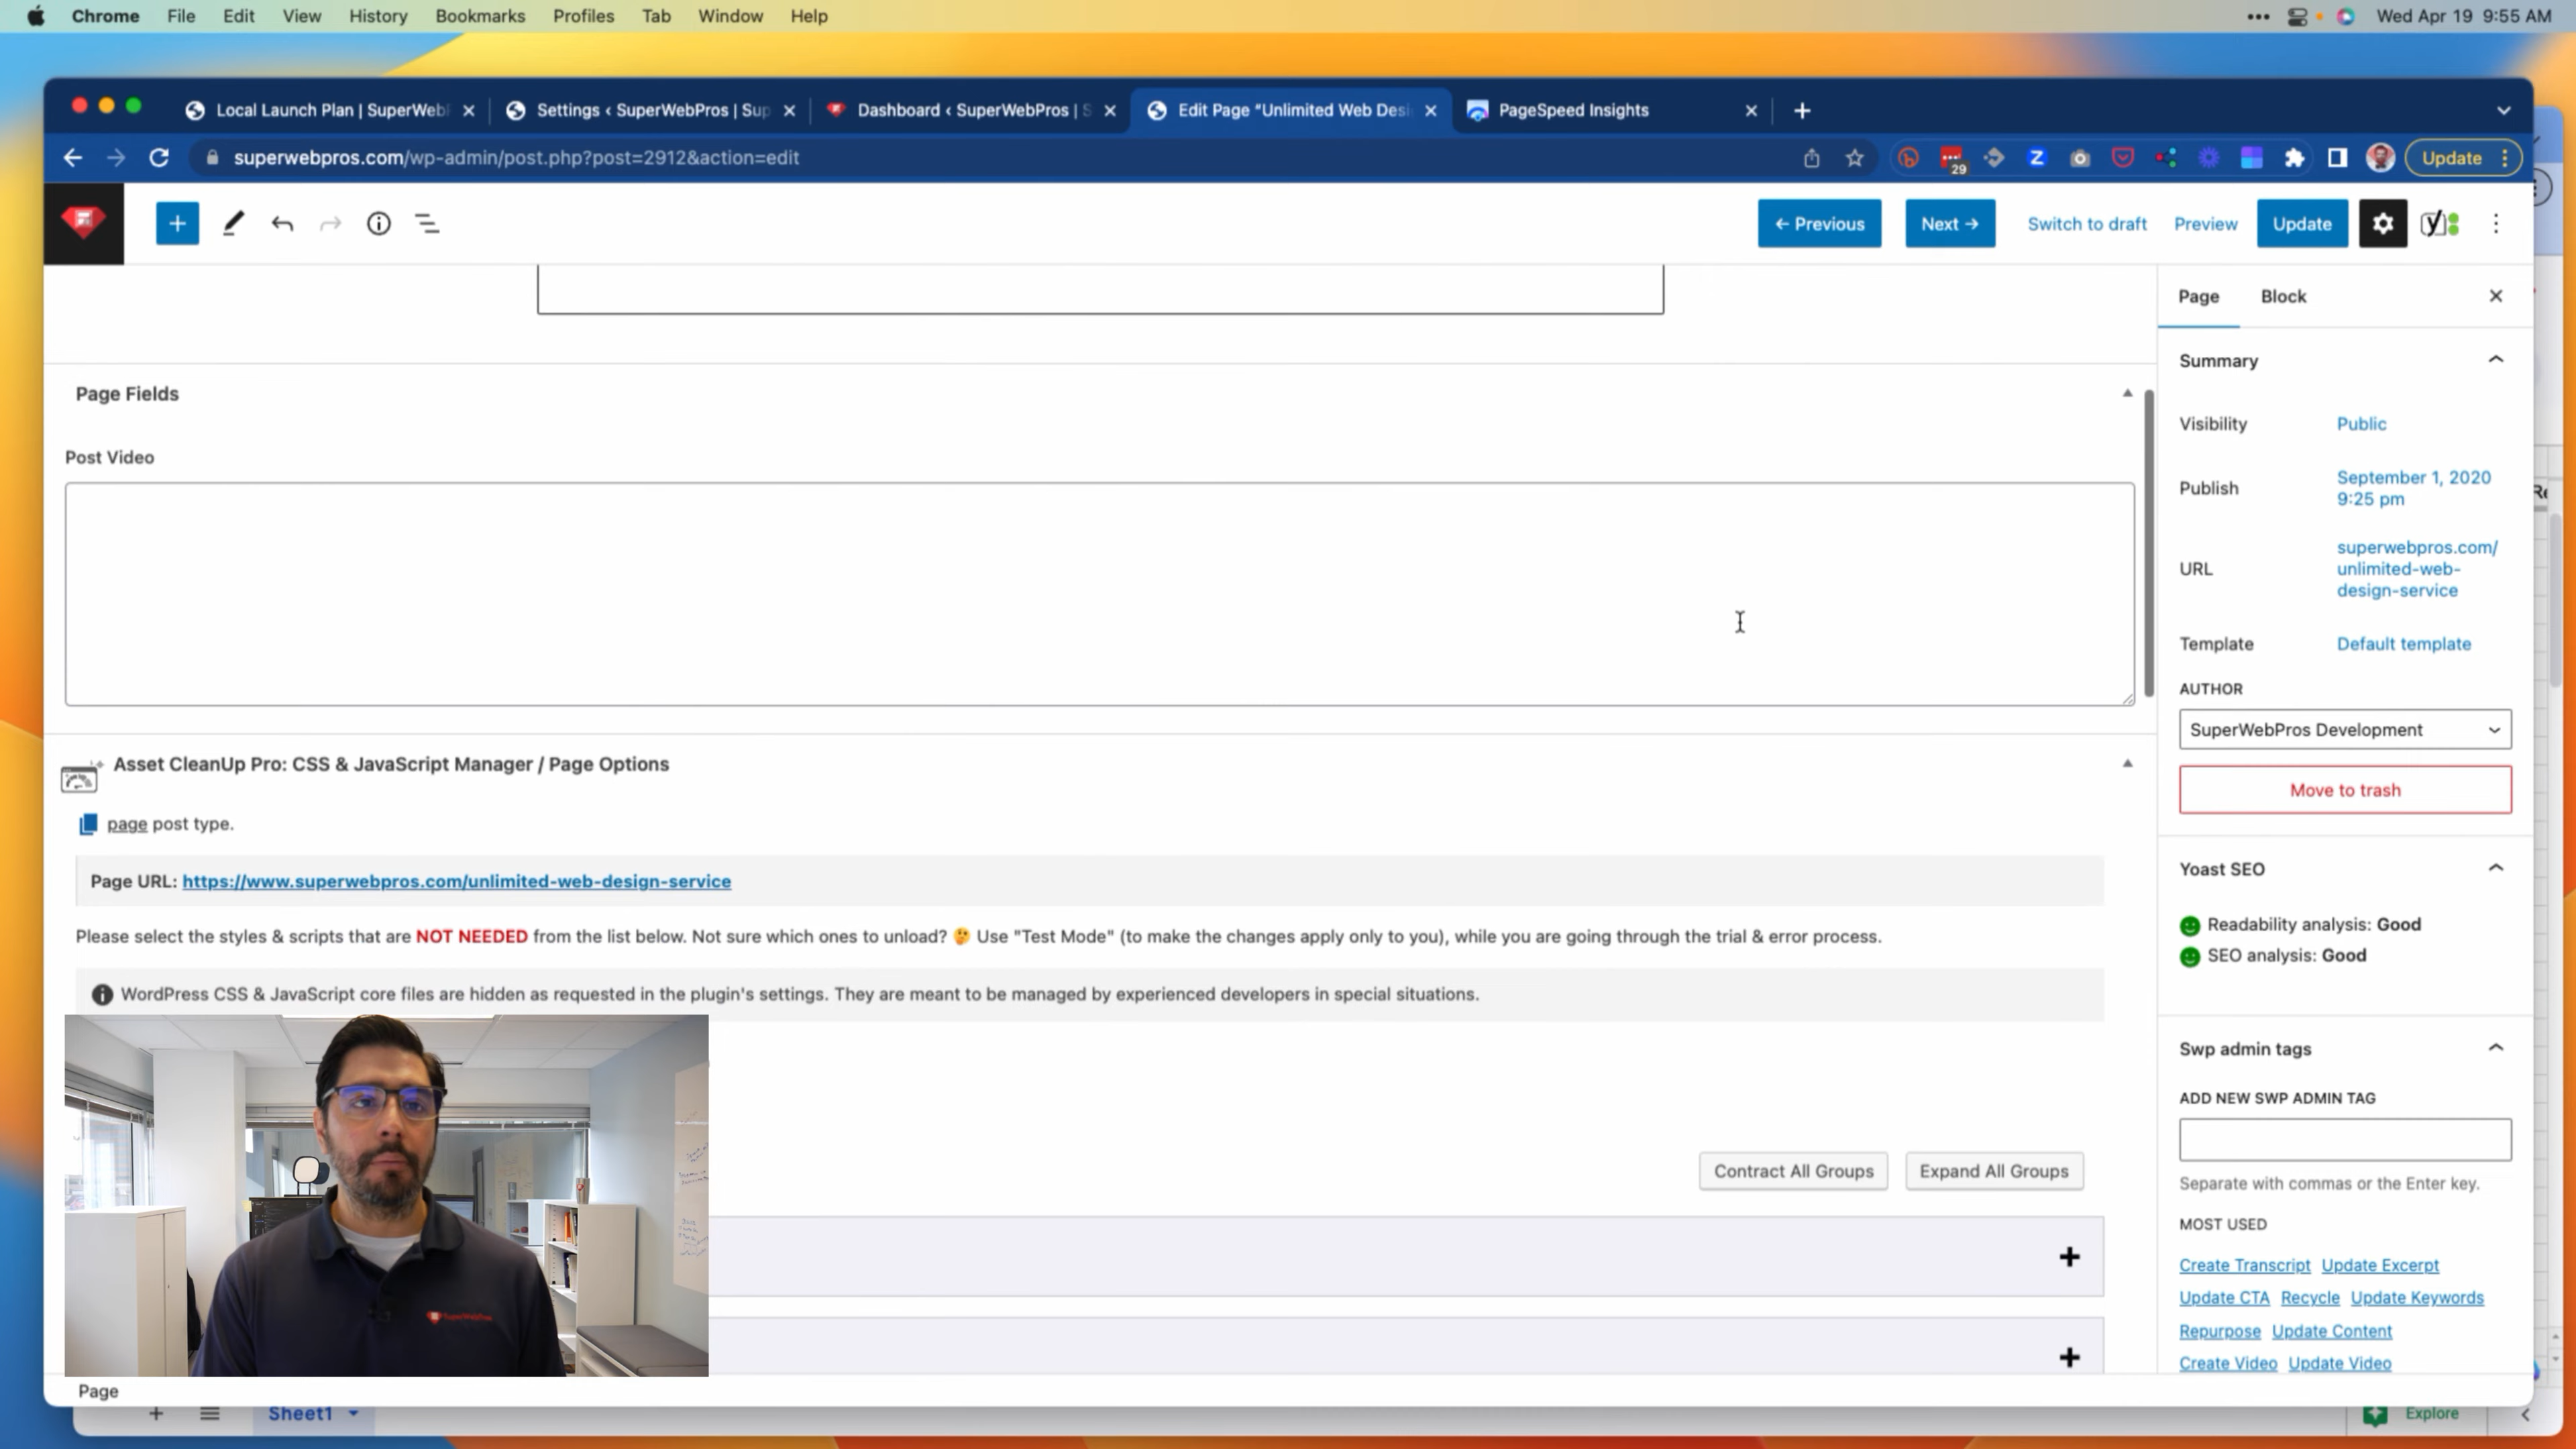 Chrome File Edit View History Bookmarks Profiles Tab Window Help
Wed Apr 19 9:55 AM
Local Launch Plan | SuperWeb
Settings ‹ SuperWebPros | Sup
Dashboard ‹ SuperWebPros | S
Edit Page “Unlimited Web Desi
PageSpeed Insights
superwebpros.com/wp-admin/post.php?post=2912&action=edit
29
Z
Update
← Previous
Next →
Switch to draft
Preview
Update
Page Block
Summary
Visibility Public
Publish September 1, 2020
9:25 pm
URL superwebpros.com/
unlimited-web-
design-service
Template Default template
AUTHOR
SuperWebPros Development
Move to trash
Yoast SEO
Readability analysis: Good
SEO analysis: Good
Swp admin tags
ADD NEW SWP ADMIN TAG
Separate with commas or the Enter key.
MOST USED
Create Transcript Update Excerpt
Update CTA Recycle Update Keywords
Repurpose Update Content
Create Video Update Video
Page Fields
Post Video
Asset CleanUp Pro: CSS & JavaScript Manager / Page Options
page post type.
Page URL: https://www.superwebpros.com/unlimited-web-design-service
Please select the styles & scripts that are NOT NEEDED from the list below. Not sure which ones to unload? 🤔 Use "Test Mode" (to make the changes apply only to you), while you are going through the trial & error process.
WordPress CSS & JavaScript core files are hidden as requested in the plugin's settings. They are meant to be managed by experienced developers in special situations.
Contract All Groups
Expand All Groups
SuperWebPros
Page
Sheet1
Explore